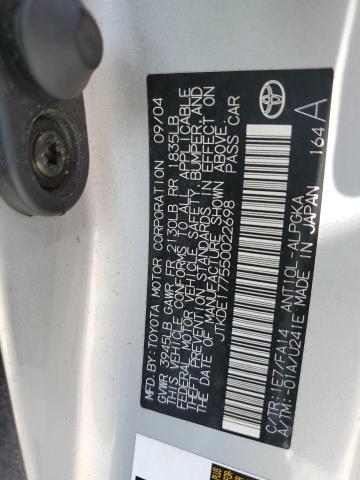 MFD. BY: TOYOTA MOTOR CORPORATION 09/04
GVWR 3945LB GAWR FR 2130LB RR 1835LB
THIS VEHICLE CONFORMS TO ALL APPLICABLE
FEDERAL MOTOR VEHICLE SAFETY, BUMPER, AND
THEFT PREVENTION STANDARDS IN EFFECT ON
THE DATE OF MANUFACTURE SHOWN ABOVE.
JTKDE177550022698 PASS CAR
C/TR: 1E7/FA14 ANT10L-ALPGKA
A/TM: -01A/U241E MADE IN JAPAN
164A
PLUS